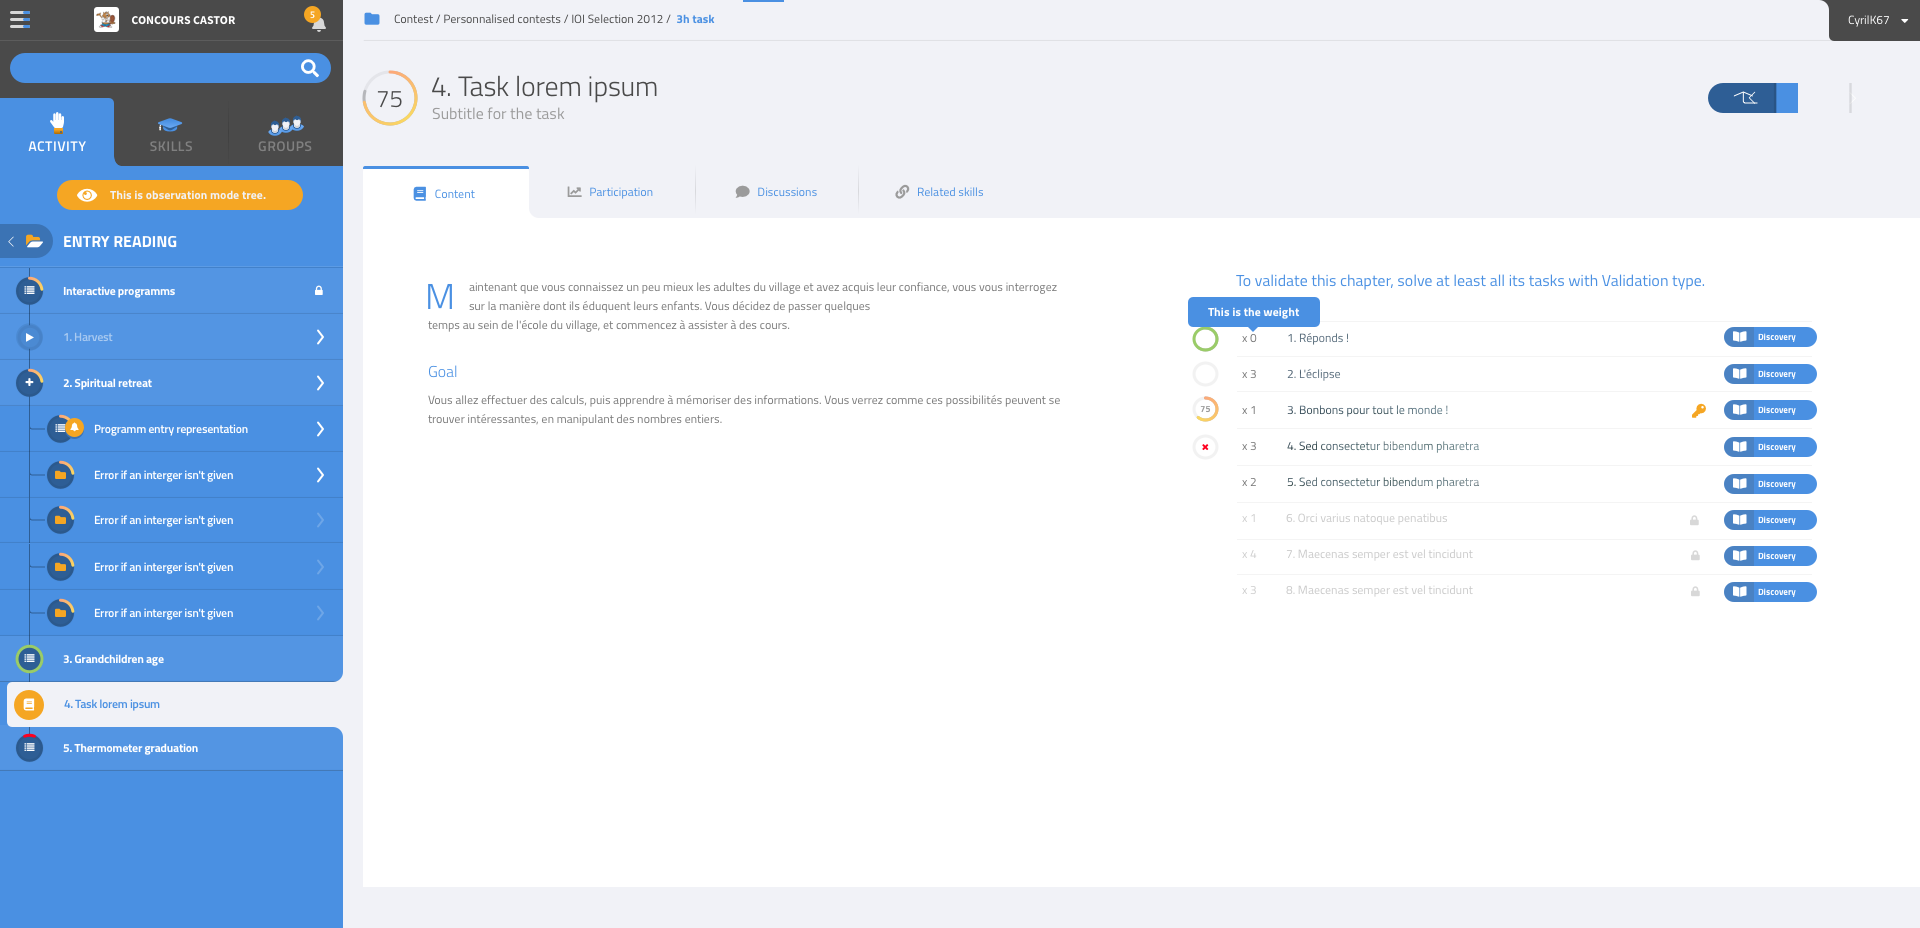 CONCOURS CASTOR
5
Contest / Personnalised contests / IOI Selection 2012 / 3h task
CyrilK67
ACTIVITY
SKILLS
GROUPS
This is observation mode tree.
ENTRY READING
Interactive programms
1. Harvest
2. Spiritual retreat
Programm entry representation
Error if an interger isn't given
Error if an interger isn't given
Error if an interger isn't given
Error if an interger isn't given
3. Grandchildren age
4. Task lorem ipsum
5. Thermometer graduation
75
4. Task lorem ipsum
Subtitle for the task
Content
Participation
Discussions
Related skills
Maintenant que vous connaissez un peu mieux les adultes du village et avez acquis leur confiance, vous vous interrogez
sur la manière dont ils éduquent leurs enfants. Vous décidez de passer quelques
temps au sein de l'école du village, et commencez à assister à des cours.
Goal
Vous allez effectuer des calculs, puis apprendre à mémoriser des informations. Vous verrez comme ces possibilités peuvent se
trouver intéressantes, en manipulant des nombres entiers.
To validate this chapter, solve at least all its tasks with Validation type.
This is the weight
x 0 1. Réponds ! Discovery
x 3 2. L'éclipse Discovery
75 x 1 3. Bonbons pour tout le monde ! Discovery
x 3 4. Sed consectetur bibendum pharetra Discovery
x 2 5. Sed consectetur bibendum pharetra Discovery
x 1 6. Orci varius natoque penatibus Discovery
x 4 7. Maecenas semper est vel tincidunt Discovery
x 3 8. Maecenas semper est vel tincidunt Discovery